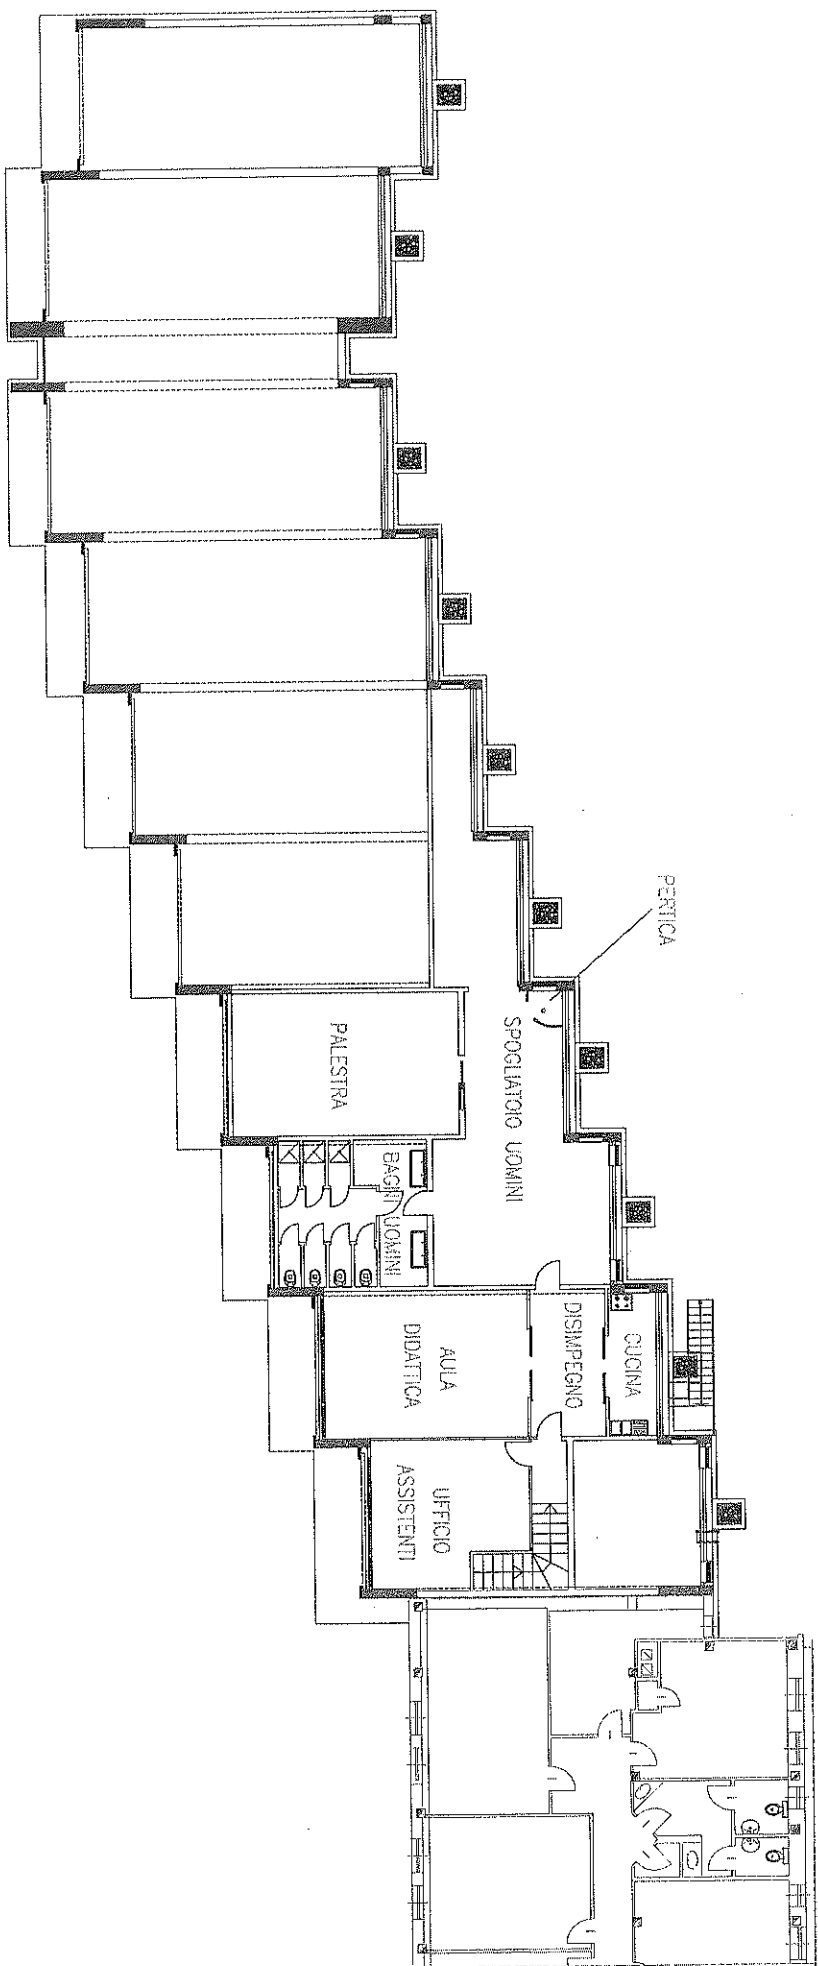 PERTICA
SPOGLIATOIO UOMINI
PALESTRA
BAGNI UOMINI
CUCINA
DISIMPEGNO
AULA
DIDATTICA
UFFICIO
ASSISTENTI